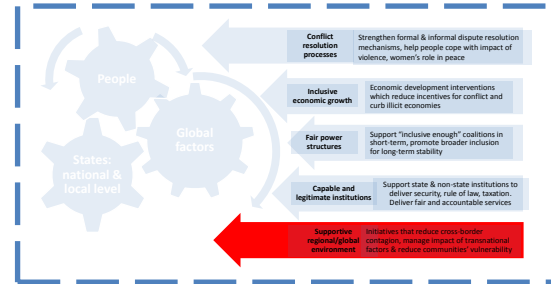 People
Global
factors
States:
national &
local level
Conflict
resolution
processes
Strengthen formal & informal dispute resolution
mechanisms, help people cope with impact of
violence, women's role in peace
Inclusive
economic growth
Economic development interventions
which reduce incentives for conflict and
curb illicit economies
Fair power
structures
Support "inclusive enough" coalitions in
short-term, promote broader inclusion
for long-term stability
Capable and
legitimate institutions
Support state & non-state institutions to
deliver security, rule of law, taxation.
Deliver fair and accountable services
Supportive
regional/global
environment
Initiatives that reduce cross-border
contagion, manage impact of transnational
factors & reduce communities' vulnerability